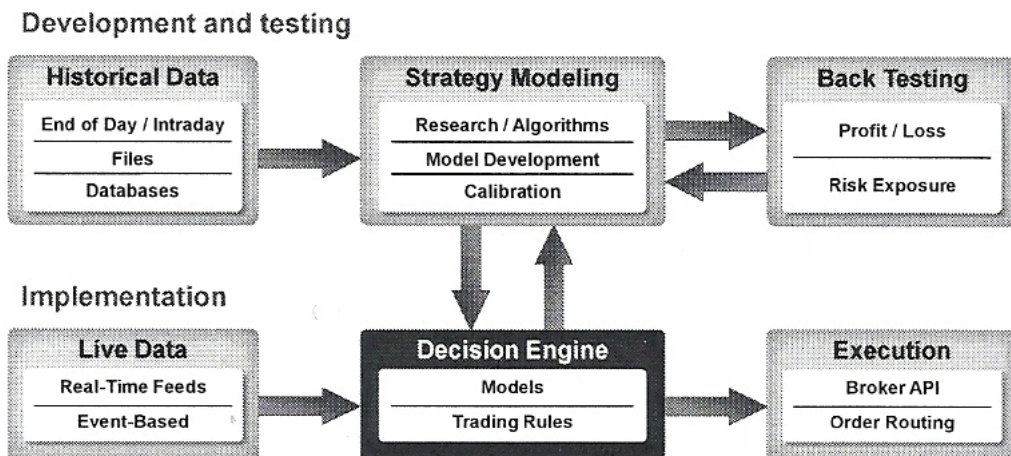 Development and testing
Historical Data
End of Day / Intraday
Files
Databases
Strategy Modeling
Research / Algorithms
Model Development
Calibration
Back Testing
Profit / Loss
Risk Exposure
Implementation
Live Data
Real-Time Feeds
Event-Based
Decision Engine
Models
Trading Rules
Execution
Broker API
Order Routing